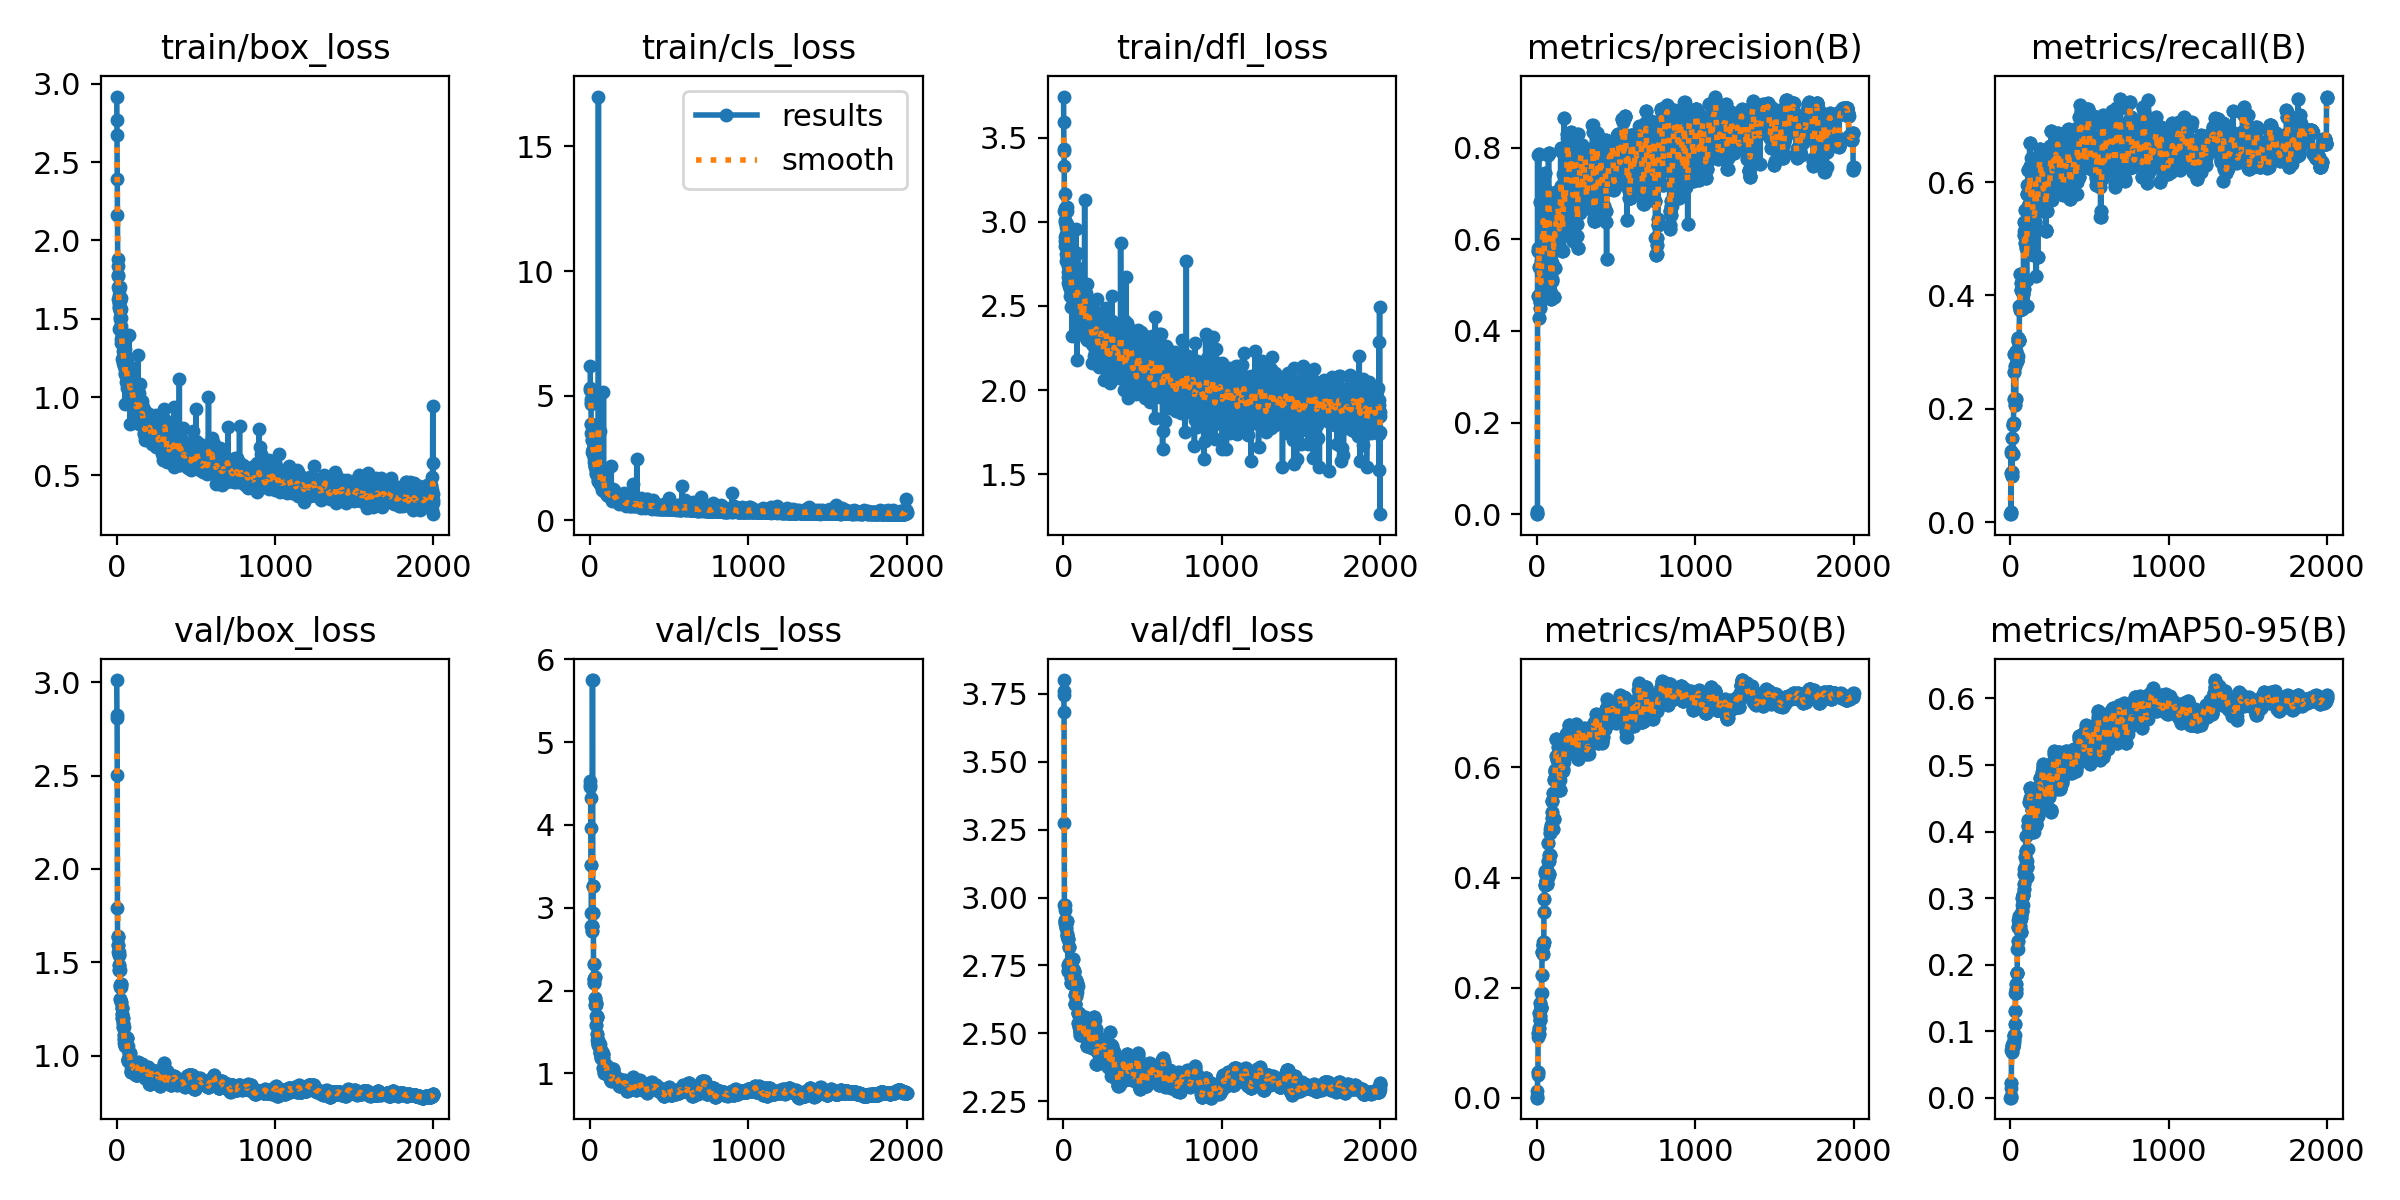 train/box_loss
3.0
2.5
2.0
1.5
1.0
0.5
0 1000 2000
train/cls_loss
results
smooth
15
10
5
0
0 1000 2000
train/dfl_loss
3.5
3.0
2.5
2.0
1.5
0 1000 2000
metrics/precision(B)
0.8
0.6
0.4
0.2
0.0
0 1000 2000
metrics/recall(B)
0.6
0.4
0.2
0.0
0 1000 2000
val/box_loss
3.0
2.5
2.0
1.5
1.0
0 1000 2000
val/cls_loss
6
5
4
3
2
1
0 1000 2000
val/dfl_loss
3.75
3.50
3.25
3.00
2.75
2.50
2.25
0 1000 2000
metrics/mAP50(B)
0.6
0.4
0.2
0.0
0 1000 2000
metrics/mAP50-95(B)
0.6
0.5
0.4
0.3
0.2
0.1
0.0
0 1000 2000